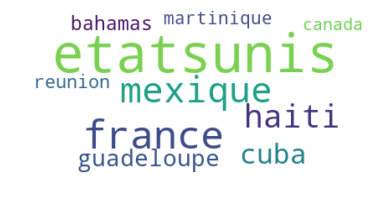 bahamas martinique canada
etatsunis
reunion mexique
france haiti
guadeloupe cuba